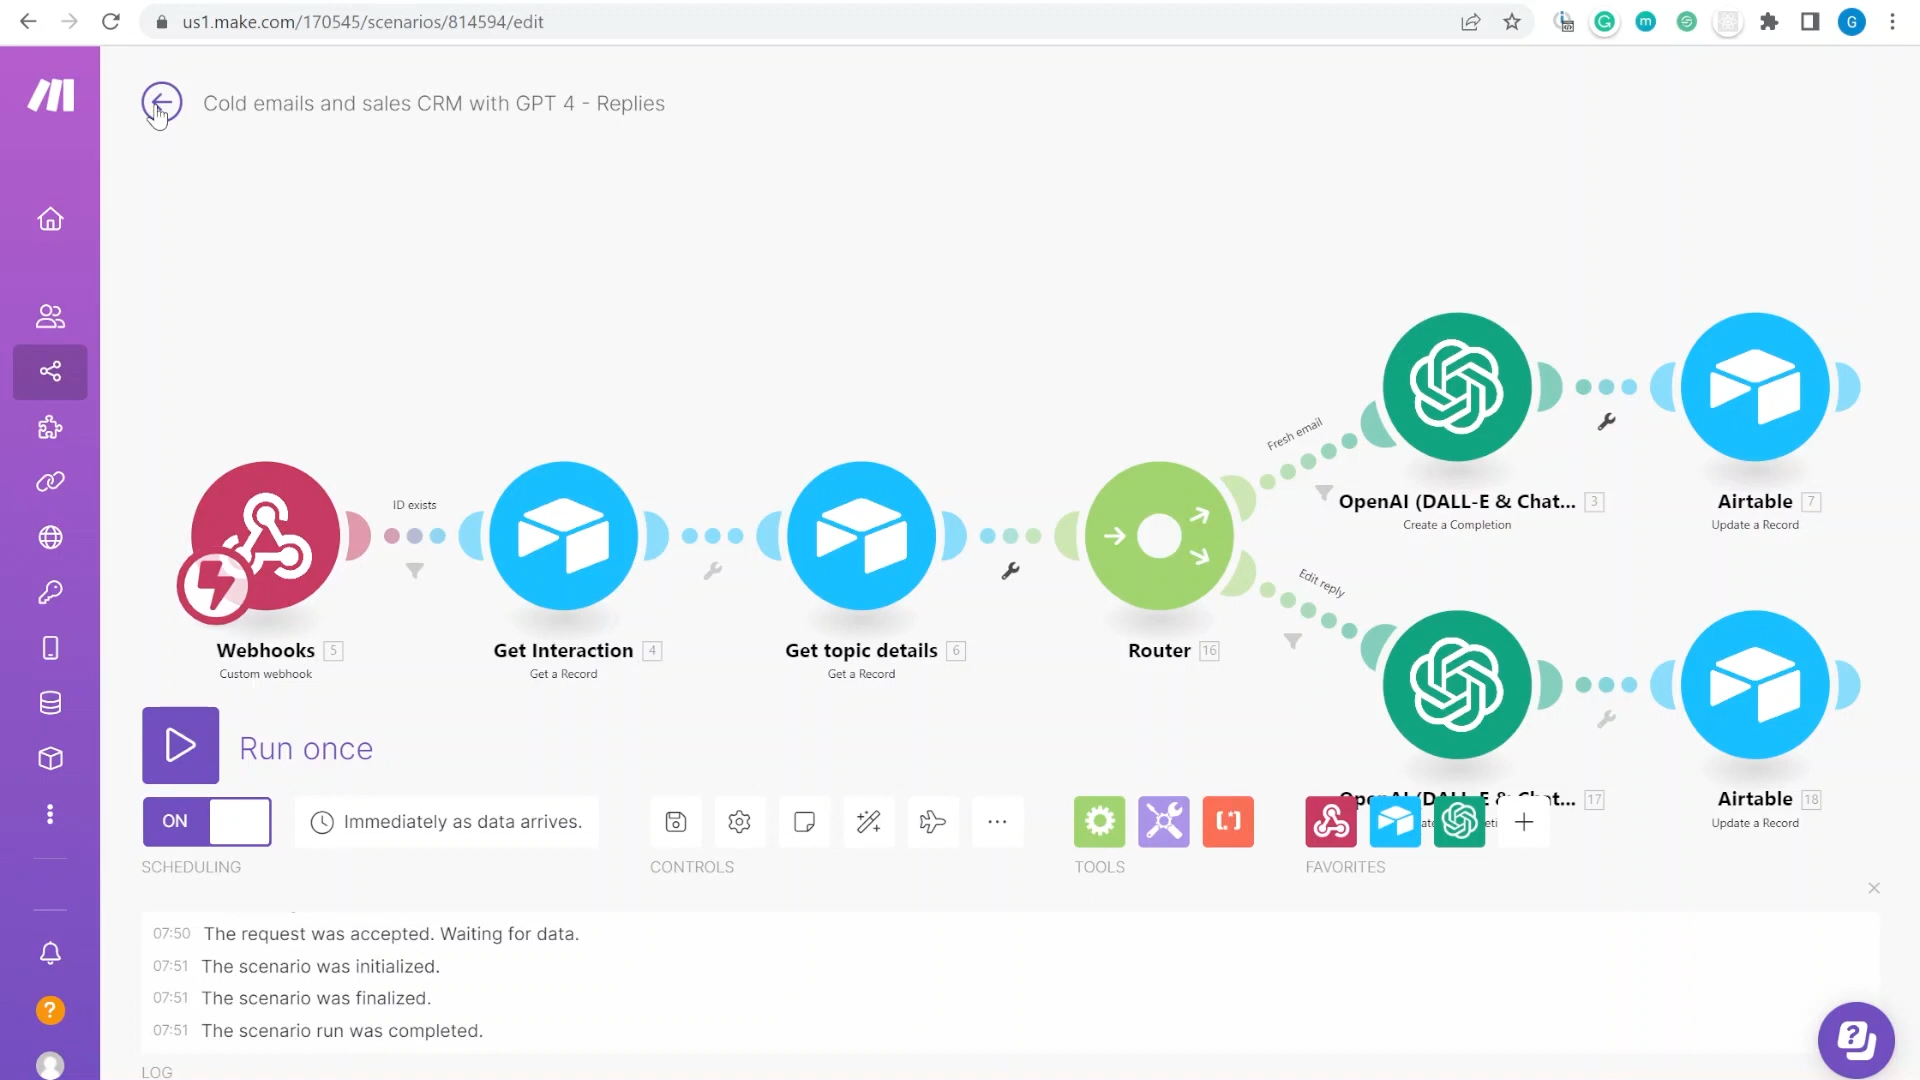 us1.make.com/170545/scenarios/814594/edit
G
m
G
Cold emails and sales CRM with GPT 4 - Replies
Fresh email
OpenAI (DALL-E & Chat... 3
Create a Completion
Airtable 7
Update a Record
ID exists
Edit reply
Webhooks 5
Custom webhook
Get Interaction 4
Get a Record
Get topic details 6
Get a Record
Router 16
Run once
OpenAI (DALL-E & Chat... 17
Airtable 18
Update a Record
ON
Immediately as data arrives.
SCHEDULING
CONTROLS
TOOLS
FAVORITES
07:50 The request was accepted. Waiting for data.
07:51 The scenario was initialized.
07:51 The scenario was finalized.
07:51 The scenario run was completed.
LOG